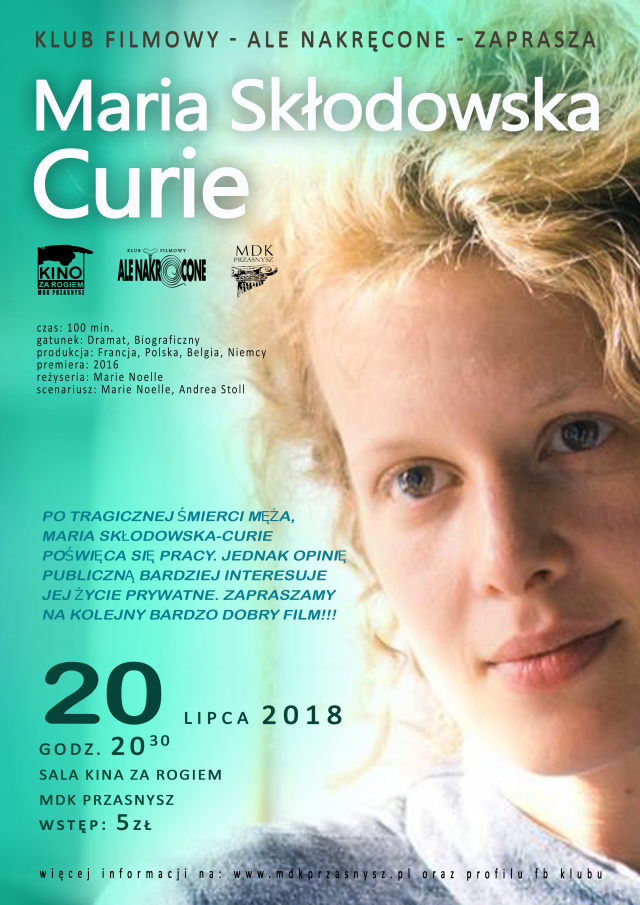 KLUB FILMOWY - ALE NAKRĘCONE - ZAPRASZA
Maria Skłodowska
Curie
KINO
ZA ROGIEM
MDK PRZASNYSZ
KLUB FILMOWY
ALE NAKRĘCONE
MDK
PRZASNYSZ
czas: 100 min.
gatunek: Dramat, Biograficzny
produkcja: Francja, Polska, Belgia, Niemcy
premiera: 2016
reżyseria: Marie Noelle
scenariusz: Marie Noelle, Andrea Stoll
PO TRAGICZNEJ ŚMIERCI MĘŻA,
MARIA SKŁODOWSKA-CURIE
POŚWIĘCA SIĘ PRACY. JEDNAK OPINIĘ
PUBLICZNĄ BARDZIEJ INTERESUJE
JEJ ŻYCIE PRYWATNE. ZAPRASZAMY
NA KOLEJNY BARDZO DOBRY FILM!!!
20 LIPCA 2018
GODZ. 20³⁰
SALA KINA ZA ROGIEM
MDK PRZASNYSZ
WSTĘP: 5ZŁ
więcej informacji na: www.mdkprzasnysz.pl oraz profilu fb klubu